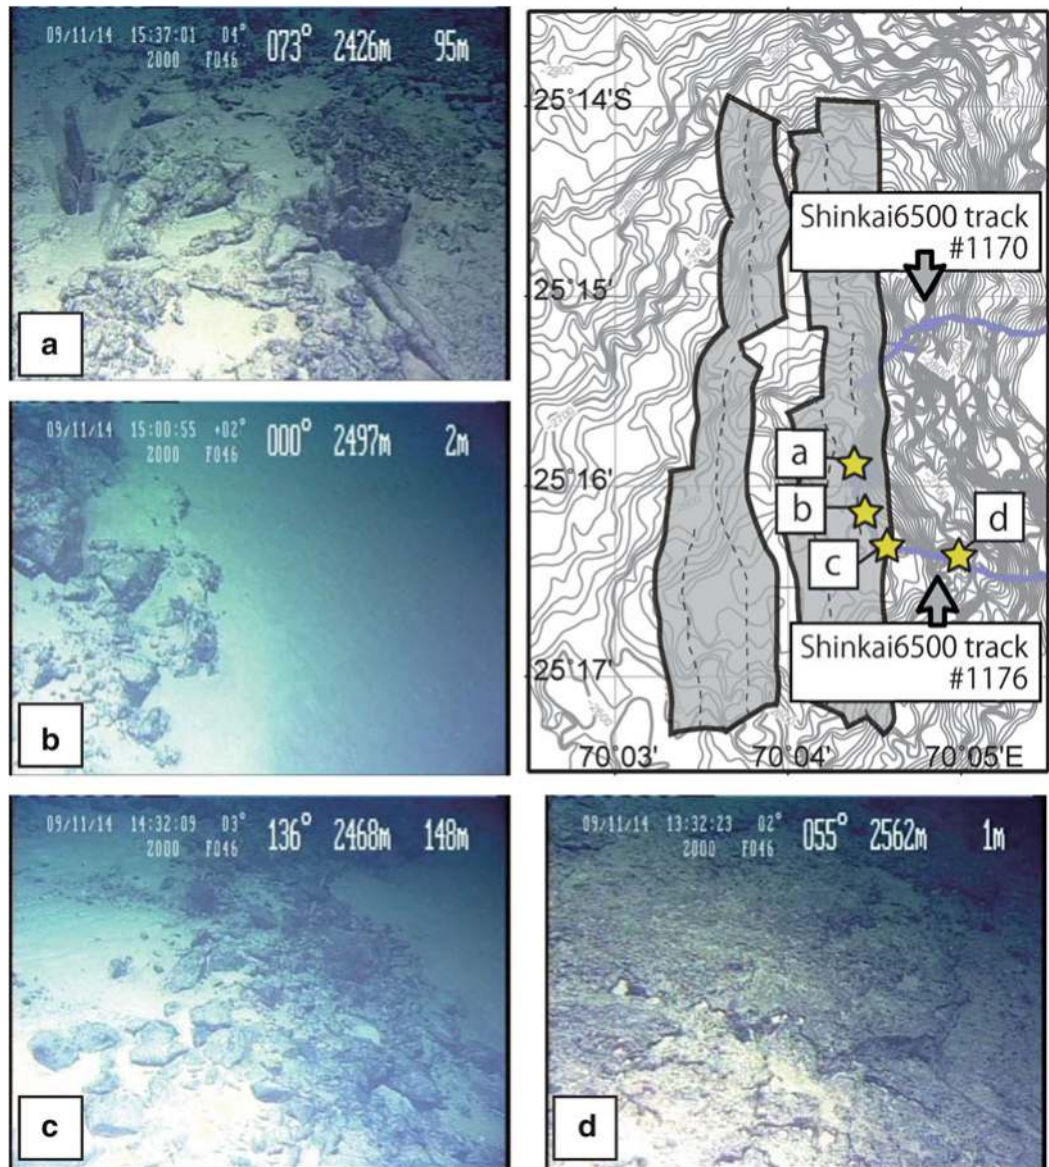 09/11/14 15:37:01 04° 073° 2426m 95m
2000 F046
a
09/11/14 15:00:55 +02° 000° 2497m 2m
2000 F046
b
25°14'S
Shinkai6500 track
#1170
25°15'
25°16'
a
b
c
d
Shinkai6500 track
#1176
25°17'
70°03' 70°04' 70°05'E
09/11/14 14:32:09 03° 136° 2468m 148m
2000 F046
c
09/11/14 13:32:23 02° 055° 2562m 1m
2000 F046
d